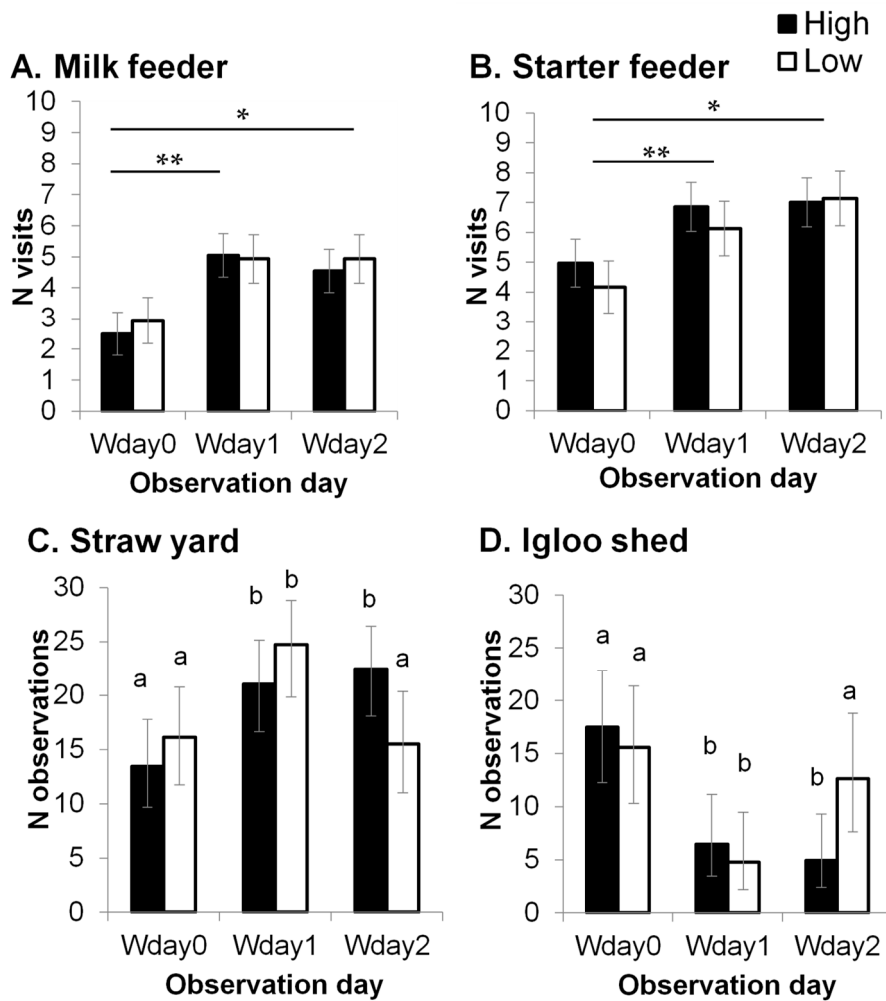 High
Low
A. Milk feeder
10
9
8
7
6
5
4
3
2
1
0
N visits
*
**
Wday0 Wday1 Wday2
Observation day
B. Starter feeder
10
9
8
7
6
5
4
3
2
1
0
N visits
*
**
Wday0 Wday1 Wday2
Observation day
C. Straw yard
30
25
20
15
10
5
0
N observations
a a b b b a
Wday0 Wday1 Wday2
Observation day
D. Igloo shed
30
25
20
15
10
5
0
N observations
a a b b b a
Wday0 Wday1 Wday2
Observation day